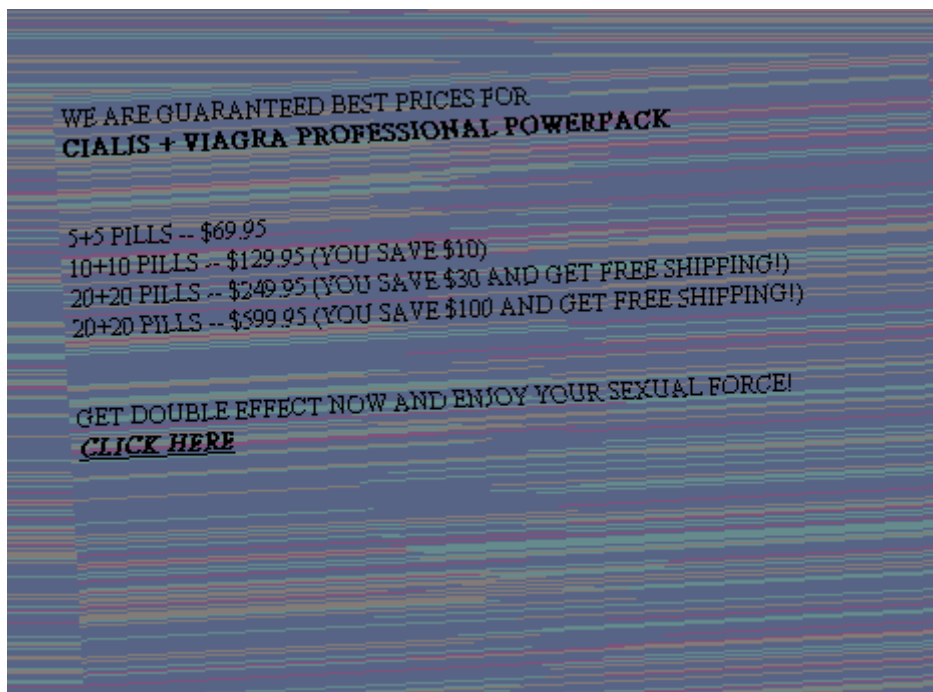 WE ARE GUARANTEED BEST PRICES FOR
CIALIS + VIAGRA PROFESSIONAL POWERPACK
5+5 PILLS -- $69.95
10+10 PILLS -- $129.95 (YOU SAVE $10)
20+20 PILLS -- $249.95 (YOU SAVE $30 AND GET FREE SHIPPING!)
20+20 PILLS -- $599.95 (YOU SAVE $100 AND GET FREE SHIPPING!)
GET DOUBLE EFFECT NOW AND ENJOY YOUR SEXUAL FORCE!
CLICK HERE